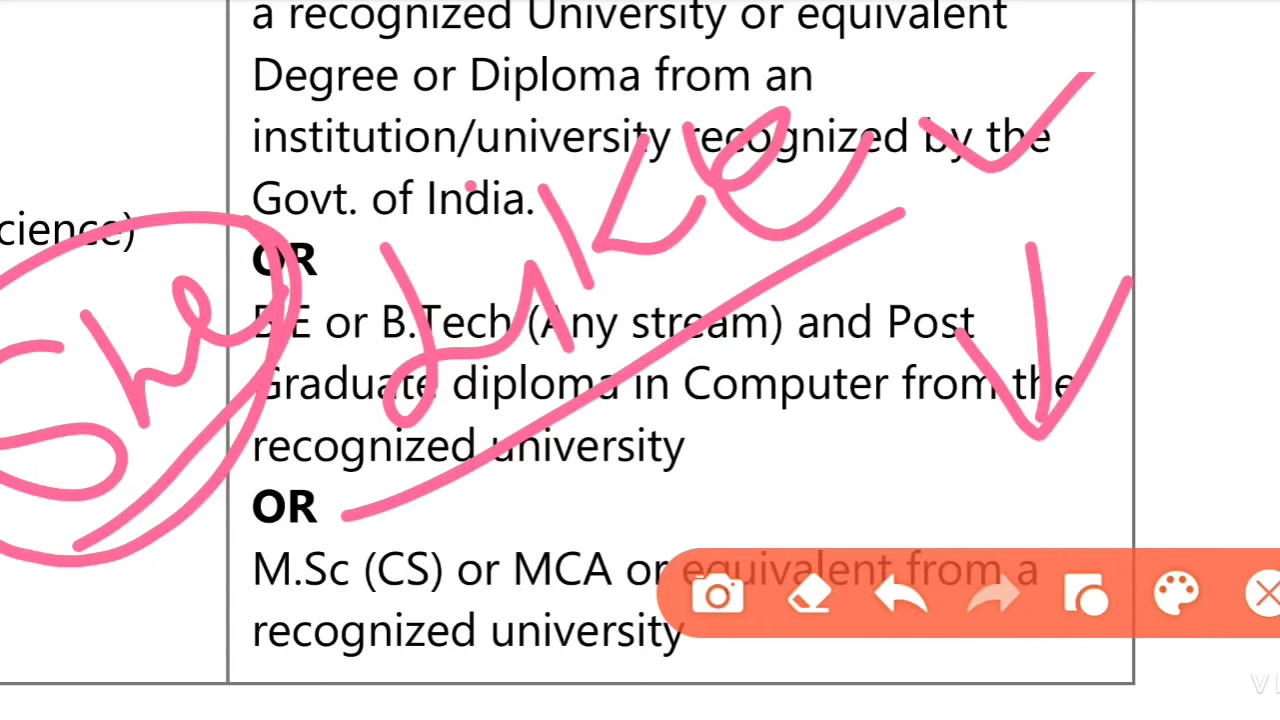 a recognized University or equivalent
Degree or Diploma from an
institution/university recognized by the
Govt. of India.
cience)
OR
B.E or B.Tech (Any stream) and Post
Graduate diploma in Computer from the
recognized university
OR
M.Sc (CS) or MCA or equivalent from a
recognized university
Like
She